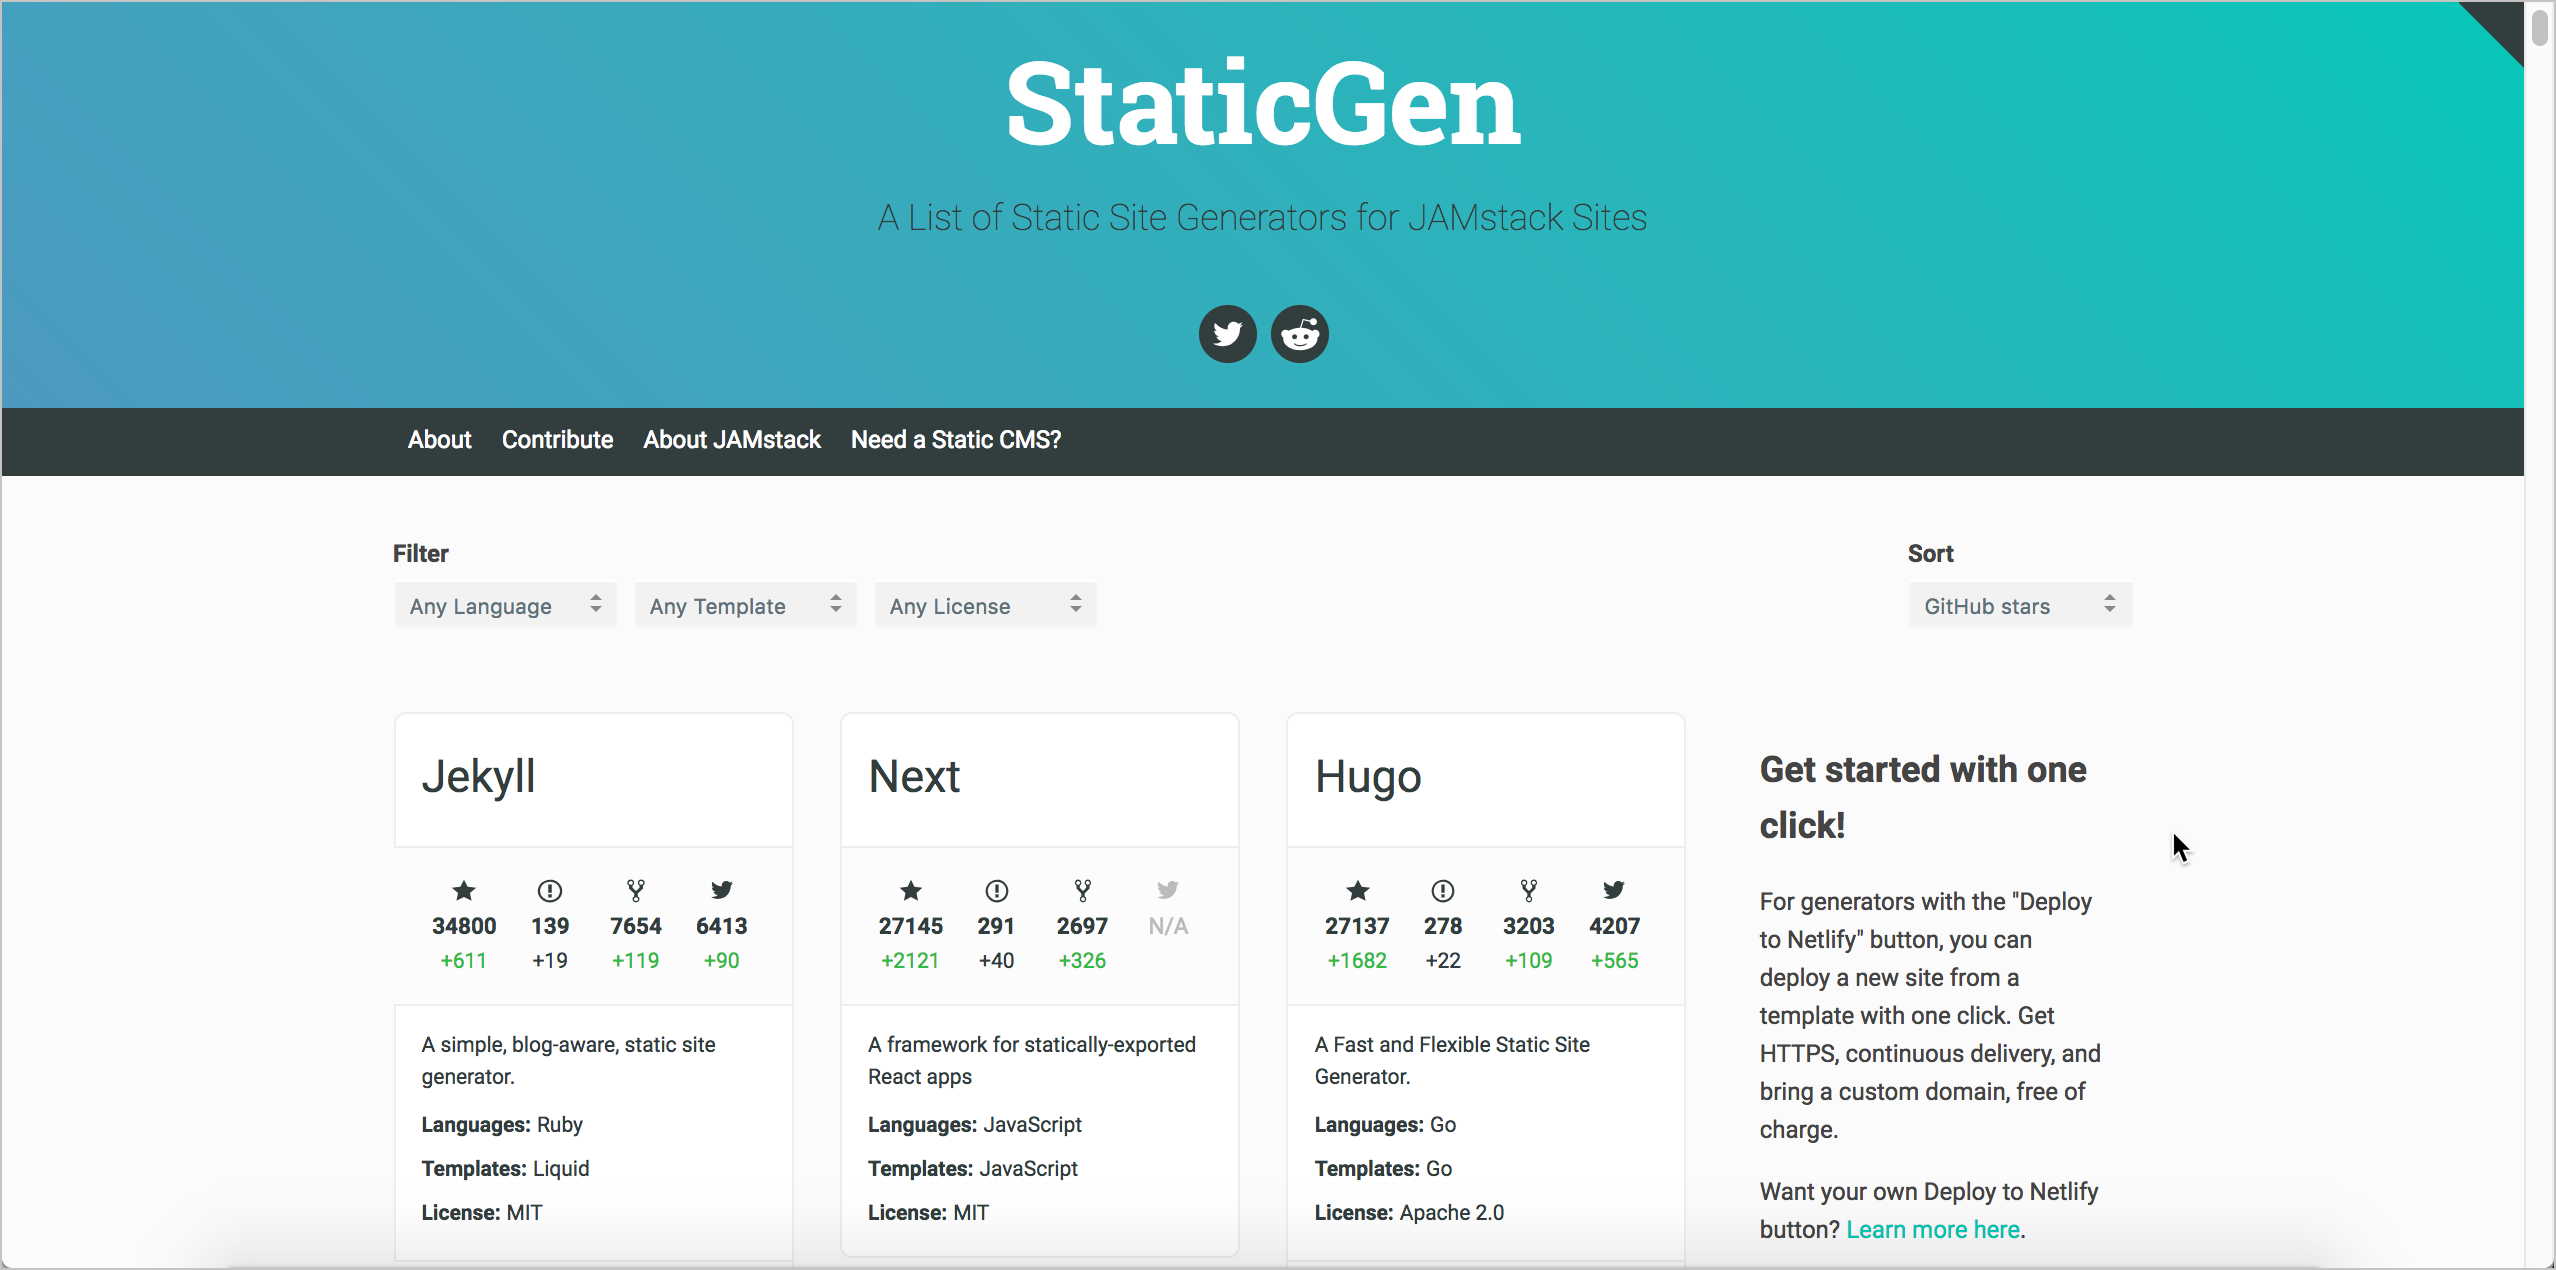 StaticGen
A List of Static Site Generators for JAMstack Sites
About Contribute About JAMstack Need a Static CMS?
Filter
Any Language Any Template Any License
Sort
GitHub stars
Jekyll
34800 139 7654 6413
+611 +19 +119 +90
A simple, blog-aware, static site
generator.
Languages: Ruby
Templates: Liquid
License: MIT
Next
27145 291 2697 N/A
+2121 +40 +326
A framework for statically-exported
React apps
Languages: JavaScript
Templates: JavaScript
License: MIT
Hugo
27137 278 3203 4207
+1682 +22 +109 +565
A Fast and Flexible Static Site
Generator.
Languages: Go
Templates: Go
License: Apache 2.0
Get started with one
click!
For generators with the "Deploy
to Netlify" button, you can
deploy a new site from a
template with one click. Get
HTTPS, continuous delivery, and
bring a custom domain, free of
charge.
Want your own Deploy to Netlify
button? Learn more here.